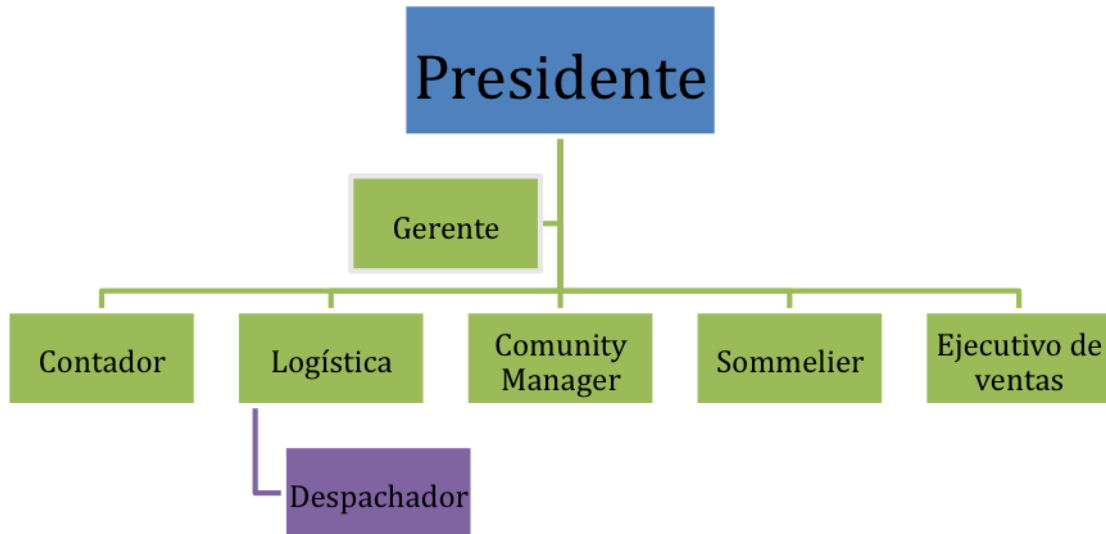 Presidente
Gerente
Contador
Logística
Comunity
Manager
Sommelier
Ejecutivo de
ventas
Despachador